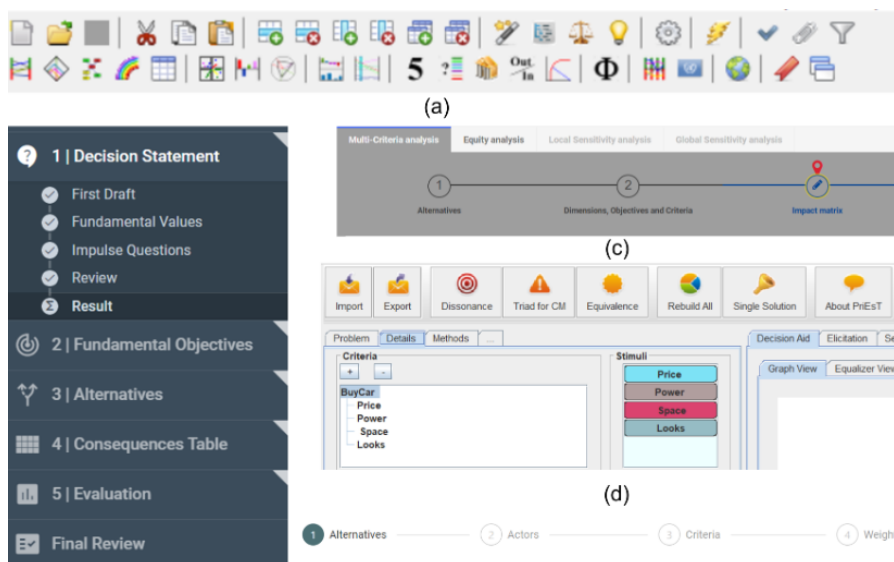 5 ?
Out/In
Φ
(a)
1 | Decision Statement
First Draft
Fundamental Values
Impulse Questions
Review
Result
2 | Fundamental Objectives
3 | Alternatives
4 | Consequences Table
5 | Evaluation
Final Review
Multi-Criteria analysis Equity analysis Local Sensitivity analysis Global Sensitivity analysis
1 2
Alternatives Dimensions, Objectives and Criteria Impact matrix
(c)
Import Export Dissonance Triad for CM Equivalence Rebuild All Single Solution About PriEsT
Problem Details Methods ... Decision Aid Elicitation Se
Criteria Stimuli Graph View Equalizer View
+ -
BuyCar
Price
Power
Space
Looks
Price
Power
Space
Looks
(d)
1 Alternatives 2 Actors 3 Criteria 4 Weigh